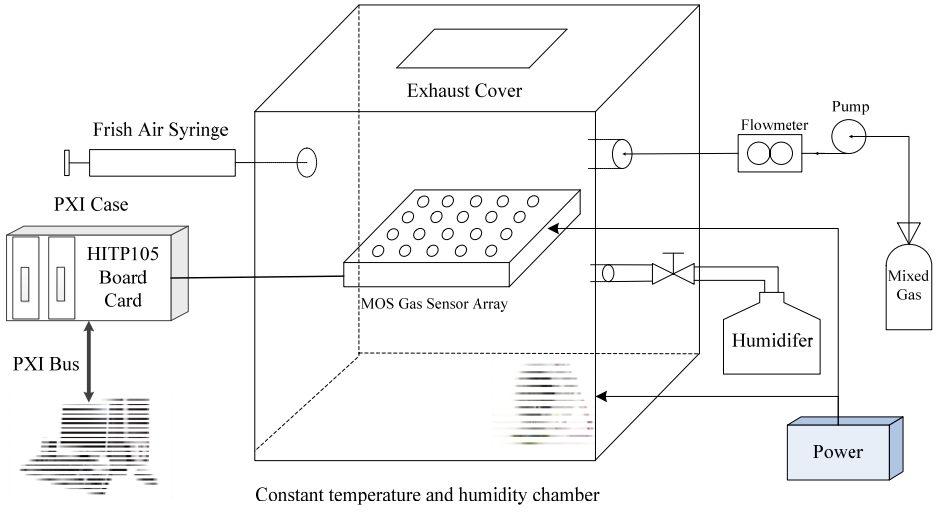 Exhaust Cover
Pump
Flowmeter
Frish Air Syringe
PXI Case
HITP105
Board
Card
MOS Gas Sensor Array
Mixed
Gas
Humidifer
PXI Bus
Power
Constant temperature and humidity chamber